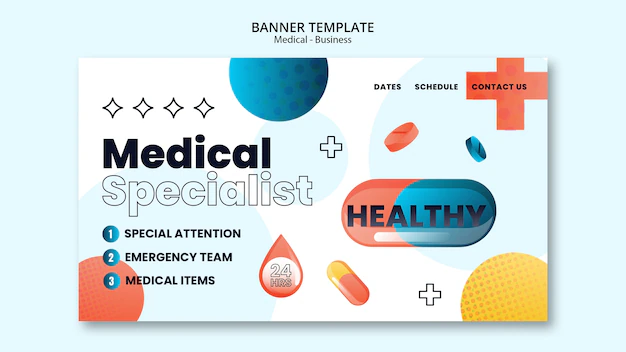 BANNER TEMPLATE
Medical - Business
DATES SCHEDULE CONTACT US
Medical
Specialist
HEALTHY
1 SPECIAL ATTENTION
2 EMERGENCY TEAM
3 MEDICAL ITEMS
24
HRS